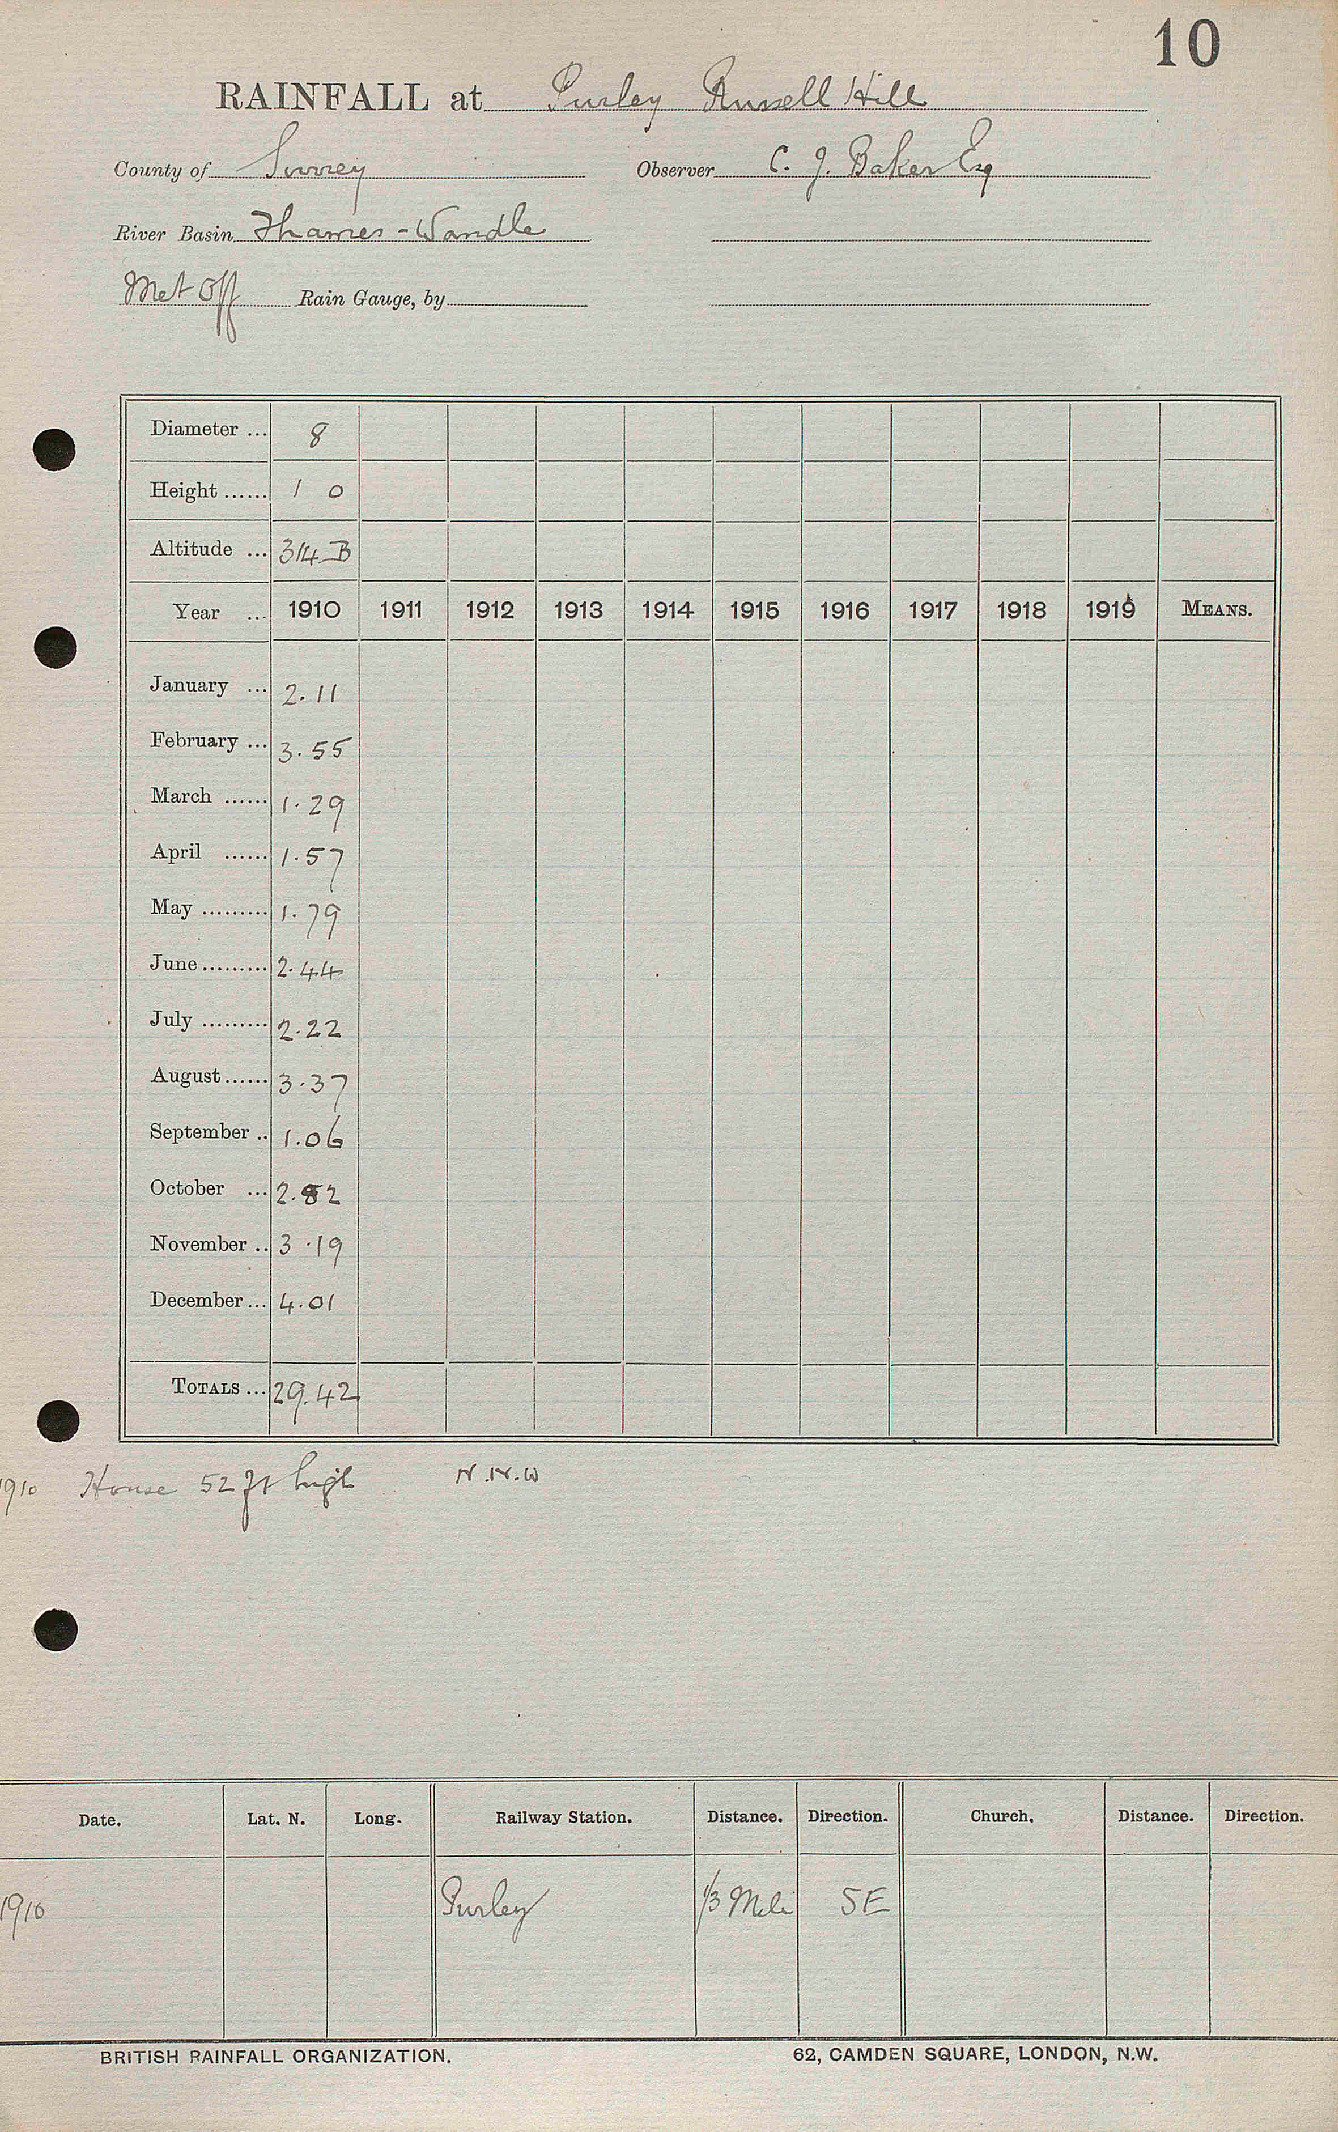 10
RAINFALL at Purley Russell Hill
County of Surrey Observer C. J. Baker Esq
River Basin Thames - Wandle
Met Off Rain Gauge, by
Diameter ... 8
Height ...... 1 0
Altitude ... 314 B
Year ... 1910 1911 1912 1913 1914 1915 1916 1917 1918 1919 MEANS.
January ... 2.11
February ... 3.55
March ...... 1.29
April ...... 1.57
May ......... 1.79
June ......... 2.44
July ......... 2.22
August ...... 3.37
September .. 1.06
October ... 2.82
November .. 3.19
December ... 4.01
TOTALS ... 29.42
1910 House 52 ft high N.N.W
Date. Lat. N. Long. Railway Station. Distance. Direction. Church. Distance. Direction.
1910 Purley 1/3 Mile SE
BRITISH RAINFALL ORGANIZATION. 62, CAMDEN SQUARE, LONDON, N.W.